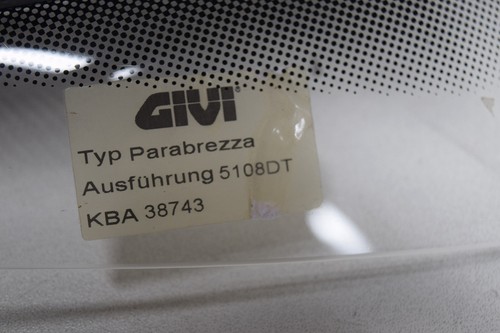 GIVI®
Typ Parabrezza
Ausführung 5108DT
KBA 38743